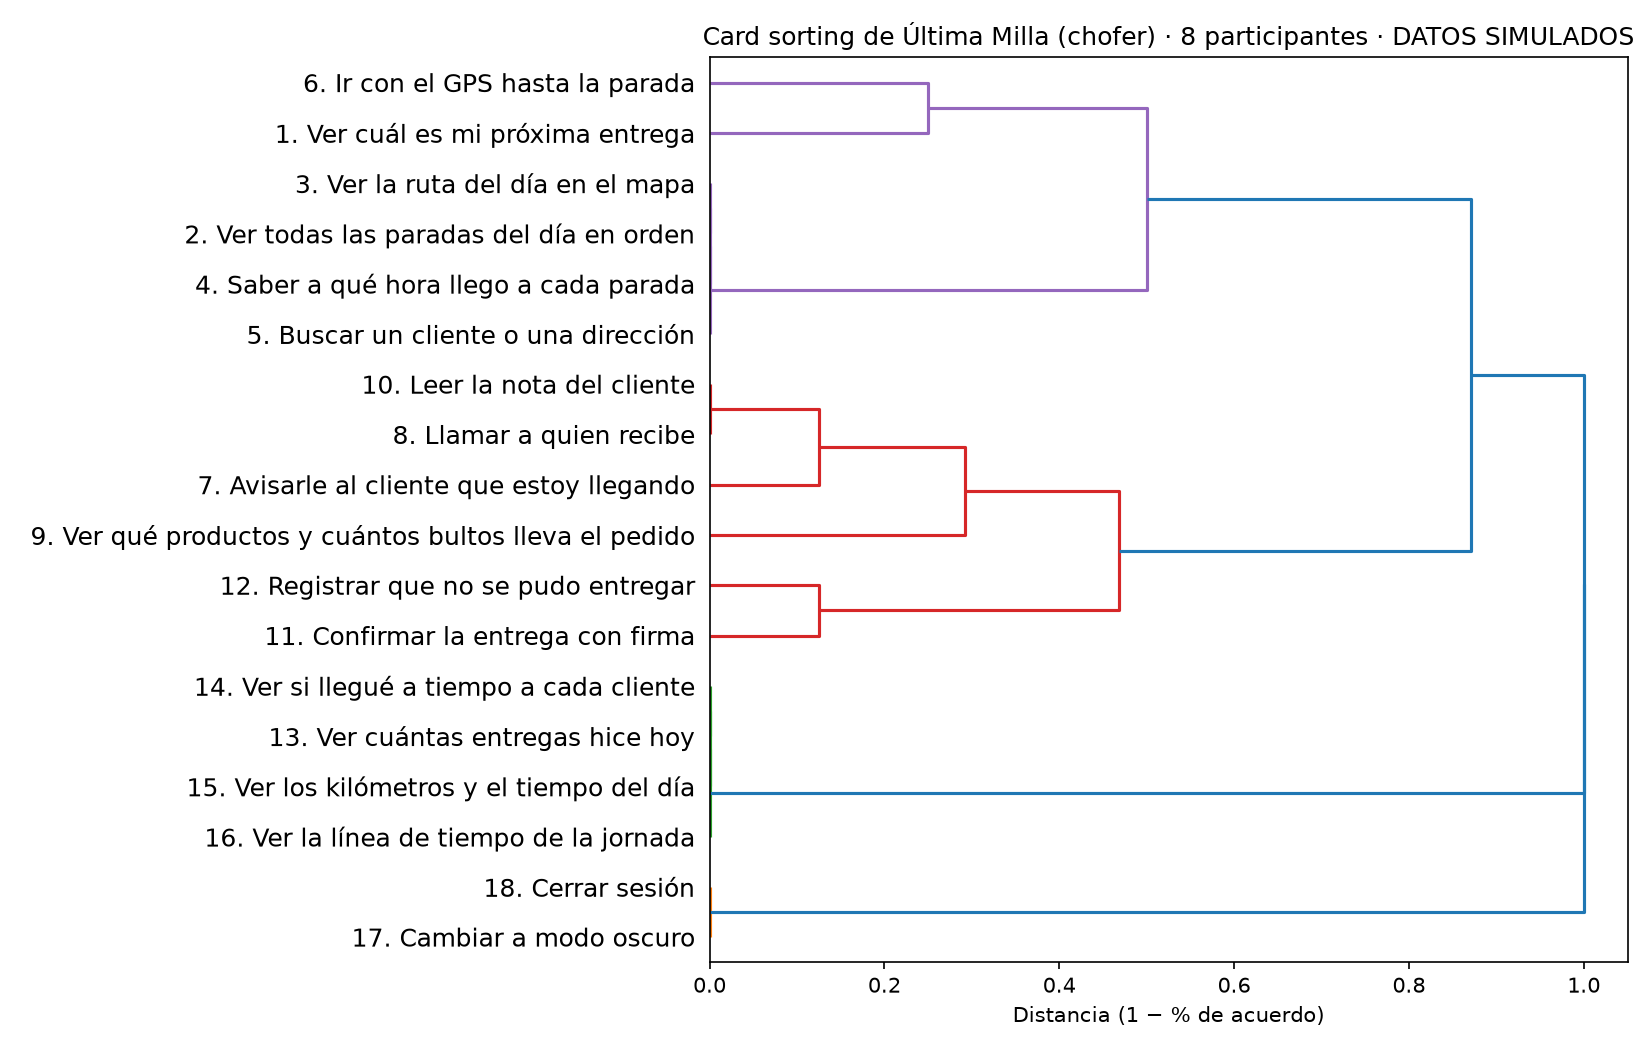 Card sorting de Última Milla (chofer) · 8 participantes · DATOS SIMULADOS
6. Ir con el GPS hasta la parada
1. Ver cuál es mi próxima entrega
3. Ver la ruta del día en el mapa
2. Ver todas las paradas del día en orden
4. Saber a qué hora llego a cada parada
5. Buscar un cliente o una dirección
10. Leer la nota del cliente
8. Llamar a quien recibe
7. Avisarle al cliente que estoy llegando
9. Ver qué productos y cuántos bultos lleva el pedido
12. Registrar que no se pudo entregar
11. Confirmar la entrega con firma
14. Ver si llegué a tiempo a cada cliente
13. Ver cuántas entregas hice hoy
15. Ver los kilómetros y el tiempo del día
16. Ver la línea de tiempo de la jornada
18. Cerrar sesión
17. Cambiar a modo oscuro
0.0 0.2 0.4 0.6 0.8 1.0
Distancia (1 − % de acuerdo)